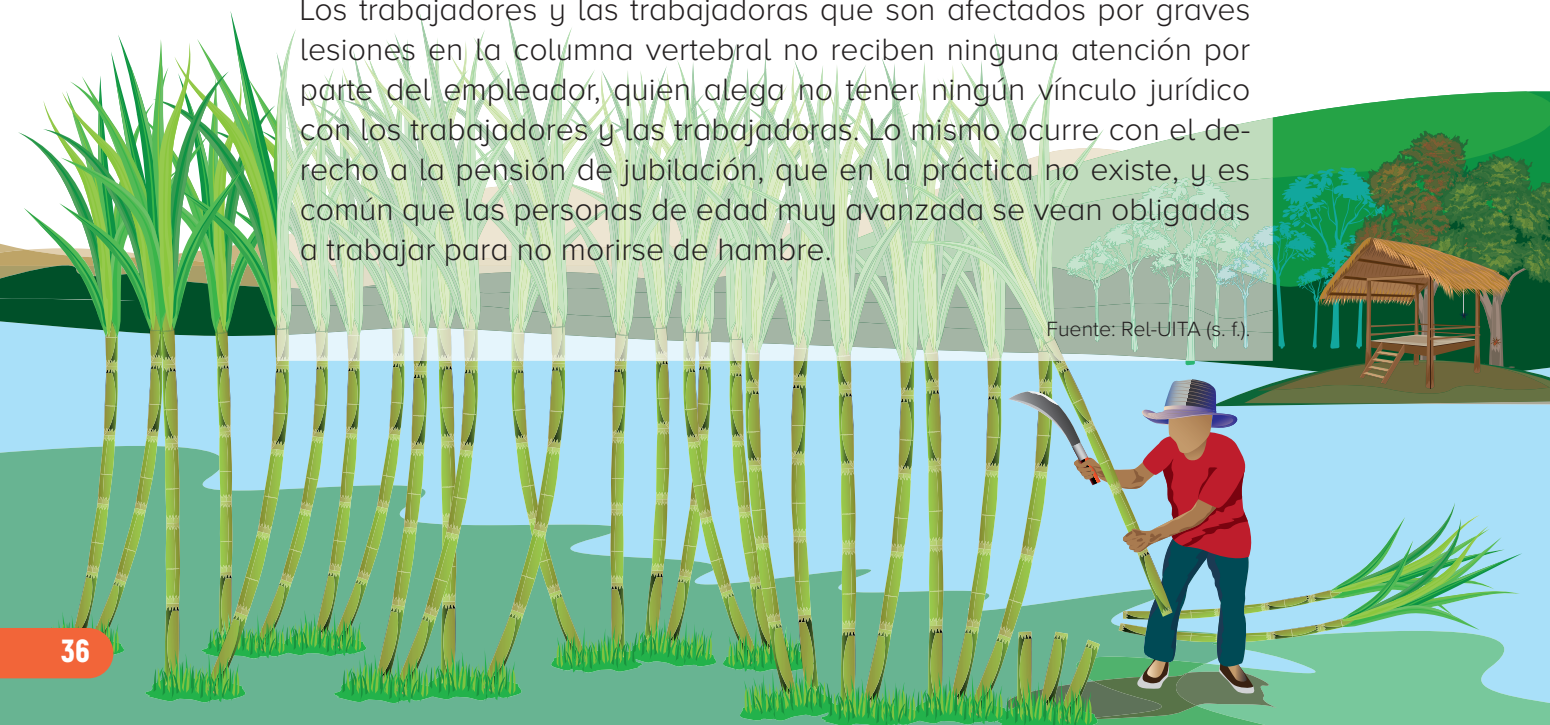 Los trabajadores y las trabajadoras que son afectados por graves
lesiones en la columna vertebral no reciben ninguna atención por
parte del empleador, quien alega no tener ningún vínculo jurídico
con los trabajadores y las trabajadoras. Lo mismo ocurre con el de-
recho a la pensión de jubilación, que en la práctica no existe, y es
común que las personas de edad muy avanzada se vean obligadas
a trabajar para no morirse de hambre.
Fuente: Rel-UITA (s. f.).
36